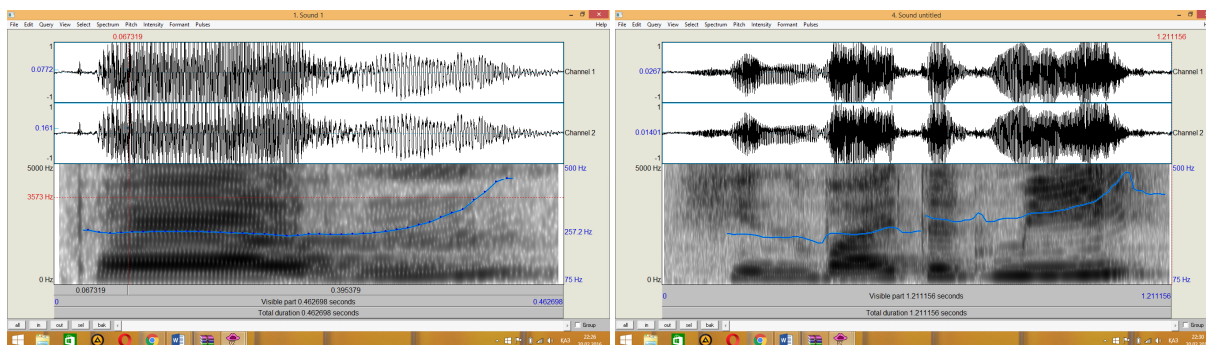 1. Sound 1
File Edit Query View Select Spectrum Pitch Intensity Formant Pulses Help
0.067319
1
0.0772
-1
Channel 1
1
0.161
-1
Channel 2
5000 Hz
500 Hz
3573 Hz
257.2 Hz
0 Hz
75 Hz
0.067319 0.395379
0 Visible part 0.462698 seconds 0.462698
Total duration 0.462698 seconds
all in out sel bak Group
ҚАЗ 22:25
4. Sound untitled
File Edit Query View Select Spectrum Pitch Intensity Formant Pulses
1.211156
1
0.0267
-1
Channel 1
1
0.01401
-1
Channel 2
5000 Hz
500 Hz
0 Hz
75 Hz
0 Visible part 1.211156 seconds 1.211156
Total duration 1.211156 seconds
all in out sel bak Group
ҚАЗ 22:30